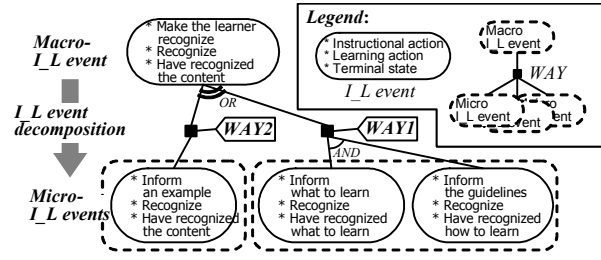 Macro-
I_L event
I_L event
decomposition
Micro-
I_L events
* Make the learner
recognize
* Recognize
* Have recognized
the content
OR
WAY2
WAY1
AND
* Inform
an example
* Recognize
* Have recognized
the content
* Inform
what to learn
* Recognize
* Have recognized
what to learn
* Inform
the guidelines
* Recognize
* Have recognized
how to learn
Legend:
* Instructional action
* Learning action
* Terminal state
I_L event
Macro
I_L event
WAY
Micro
I_L event